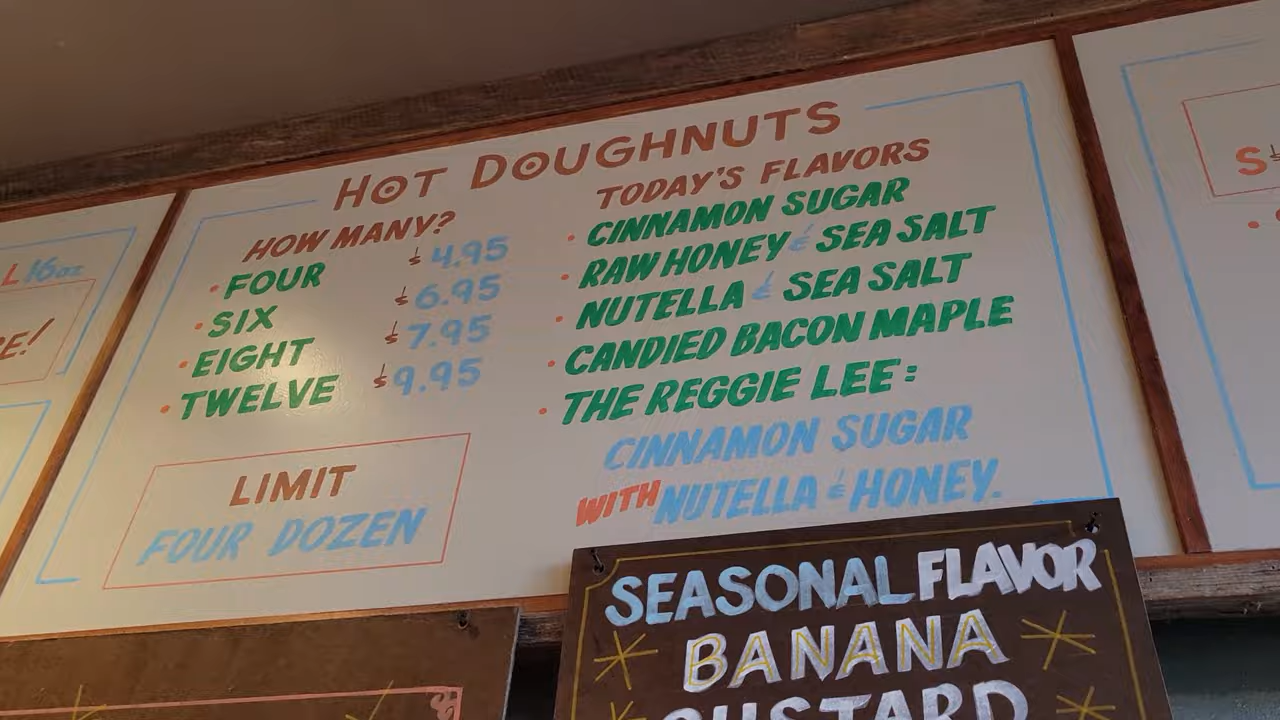 HOT DOUGHNUTS
HOW MANY?
• FOUR $4.95
• SIX $6.95
• EIGHT $7.95
• TWELVE $9.95
LIMIT
FOUR DOZEN
TODAY'S FLAVORS
• CINNAMON SUGAR
• RAW HONEY & SEA SALT
• NUTELLA & SEA SALT
• CANDIED BACON MAPLE
• THE REGGIE LEE:
CINNAMON SUGAR
WITH NUTELLA & HONEY.
SEASONAL FLAVOR
BANANA
CUSTARD
L 16oz